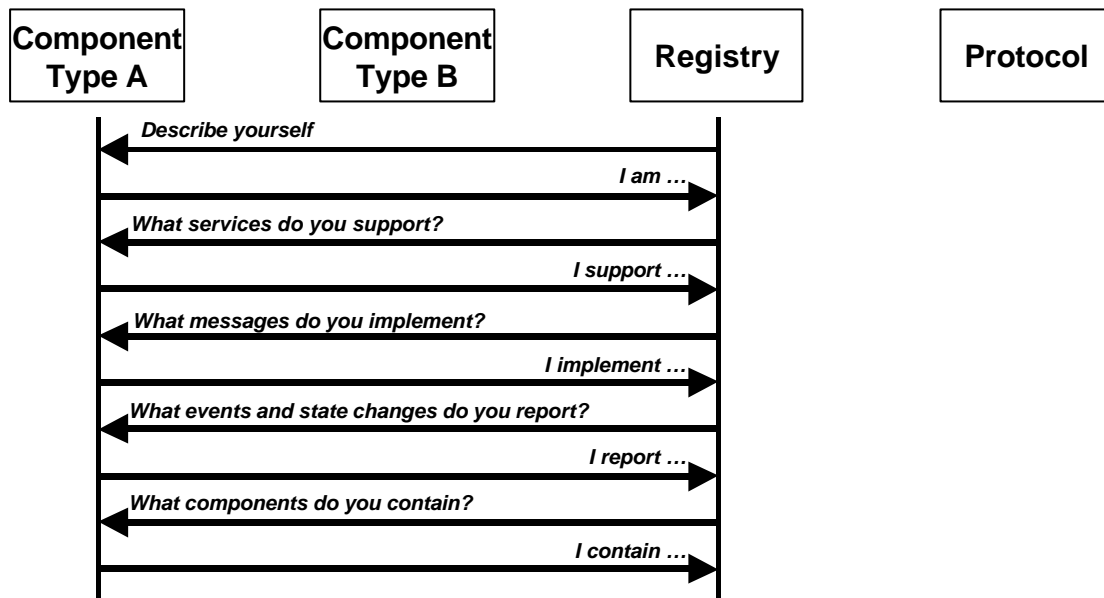 Component
Type A
Component
Type B
Registry
Protocol
Describe yourself
I am …
What services do you support?
I support …
What messages do you implement?
I implement …
What events and state changes do you report?
I report …
What components do you contain?
I contain …